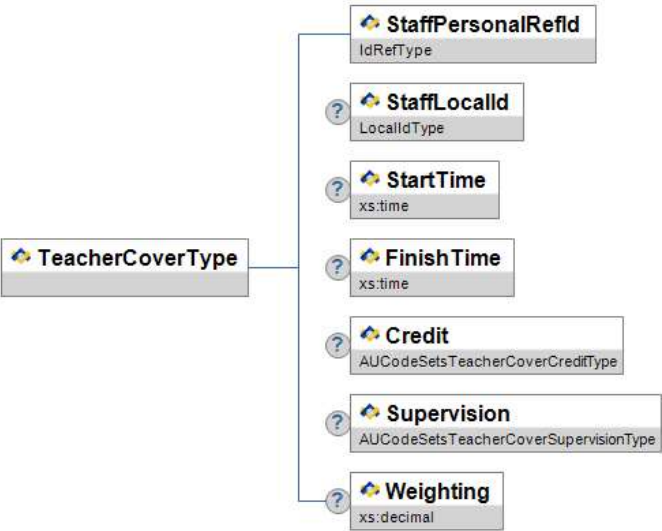 StaffPersonalRefId
IdRefType
?
StaffLocalId
LocalIdType
?
StartTime
xs:time
TeacherCoverType
?
FinishTime
xs:time
?
Credit
AUCodeSetsTeacherCoverCreditType
?
Supervision
AUCodeSetsTeacherCoverSupervisionType
?
Weighting
xs:decimal